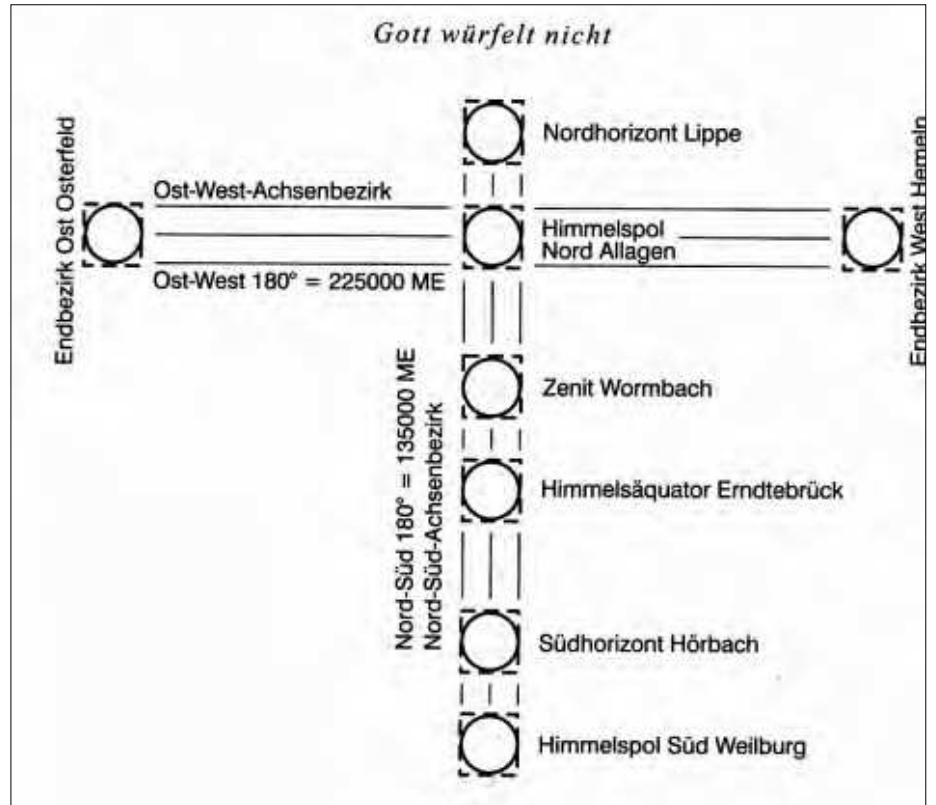 Gott würfelt nicht
Nordhorizont Lippe
Endbezirk Ost Osterfeld
Ost-West-Achsenbezirk
Ost-West 180° = 225000 ME
Himmelspol
Nord Allagen
Endbezirk West Hemeln
Zenit Wormbach
Nord-Süd 180° = 135000 ME
Nord-Süd-Achsenbezirk
Himmelsäquator Erndtebrück
Südhorizont Hörbach
Himmelspol Süd Weilburg